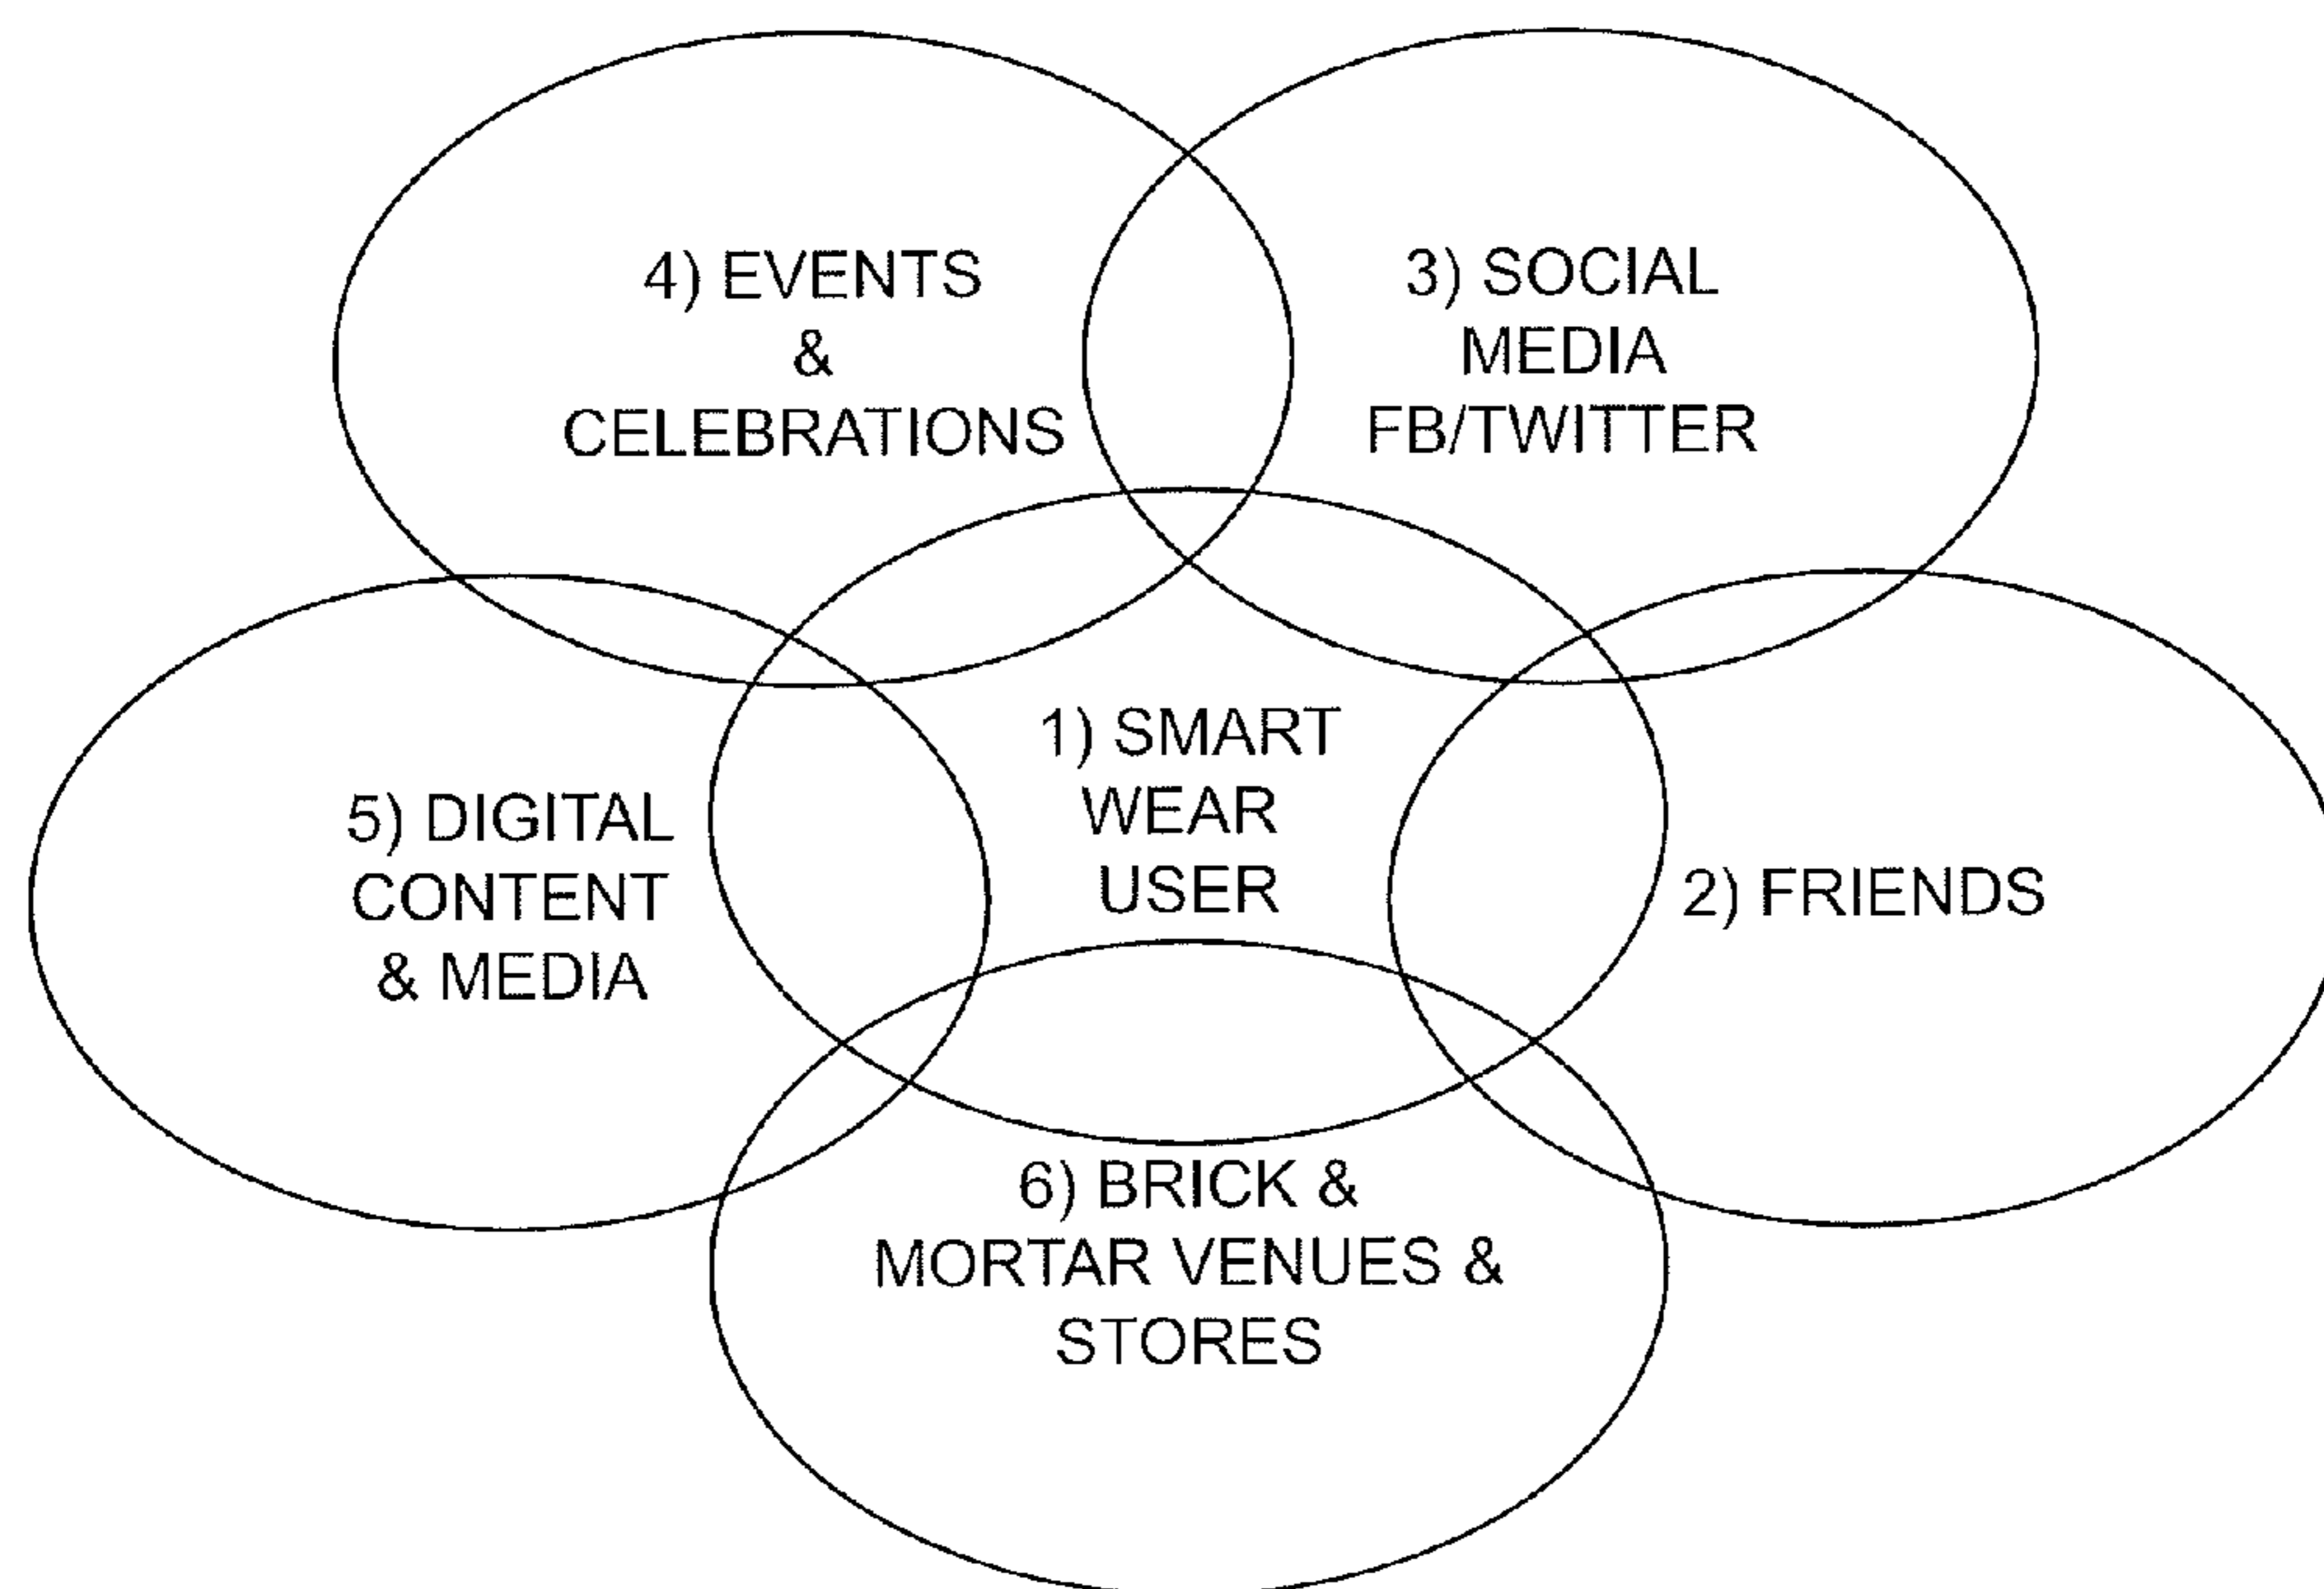 4) EVENTS
&
CELEBRATIONS
3) SOCIAL
MEDIA
FB/TWITTER
1) SMART
WEAR
USER
5) DIGITAL
CONTENT
& MEDIA
2) FRIENDS
6) BRICK &
MORTAR VENUES &
STORES